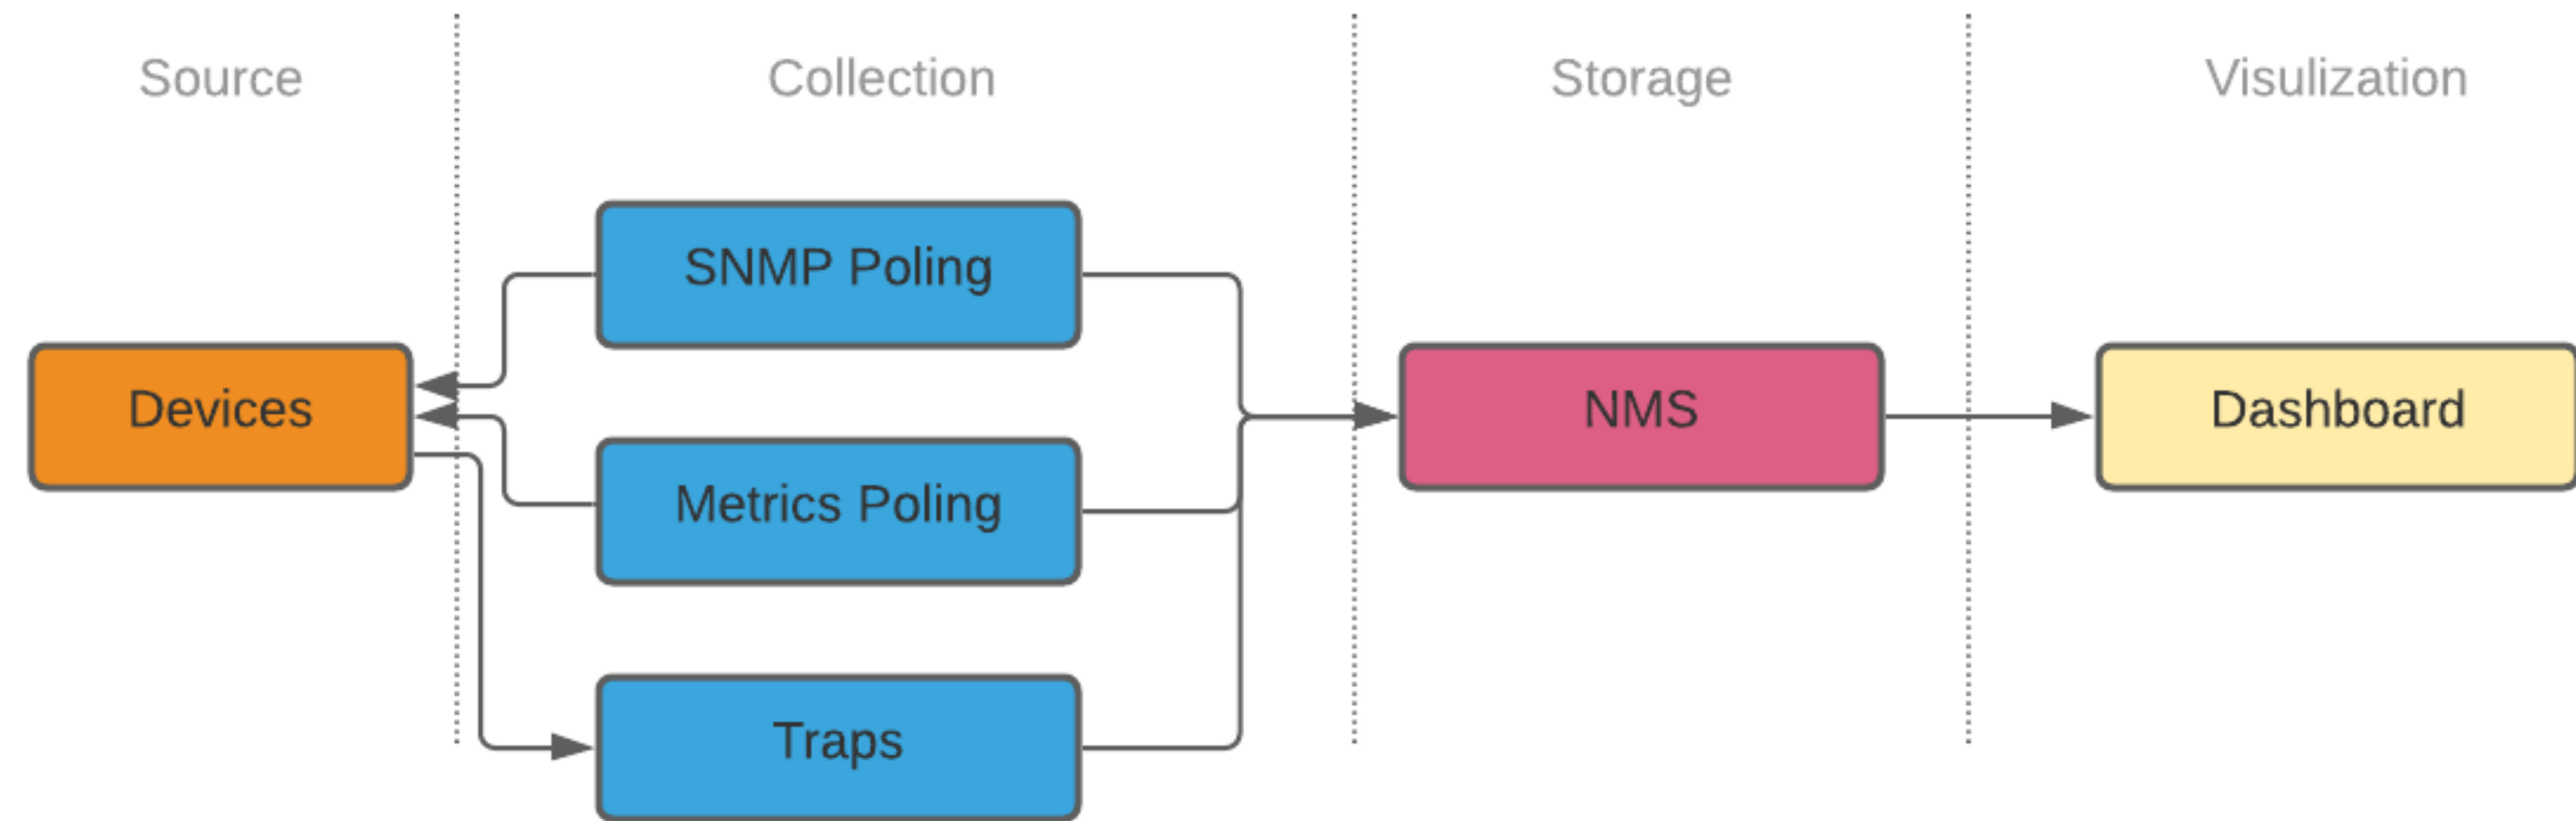 Source
Collection
Storage
Visulization
SNMP Poling
Devices
Metrics Poling
NMS
Dashboard
Traps